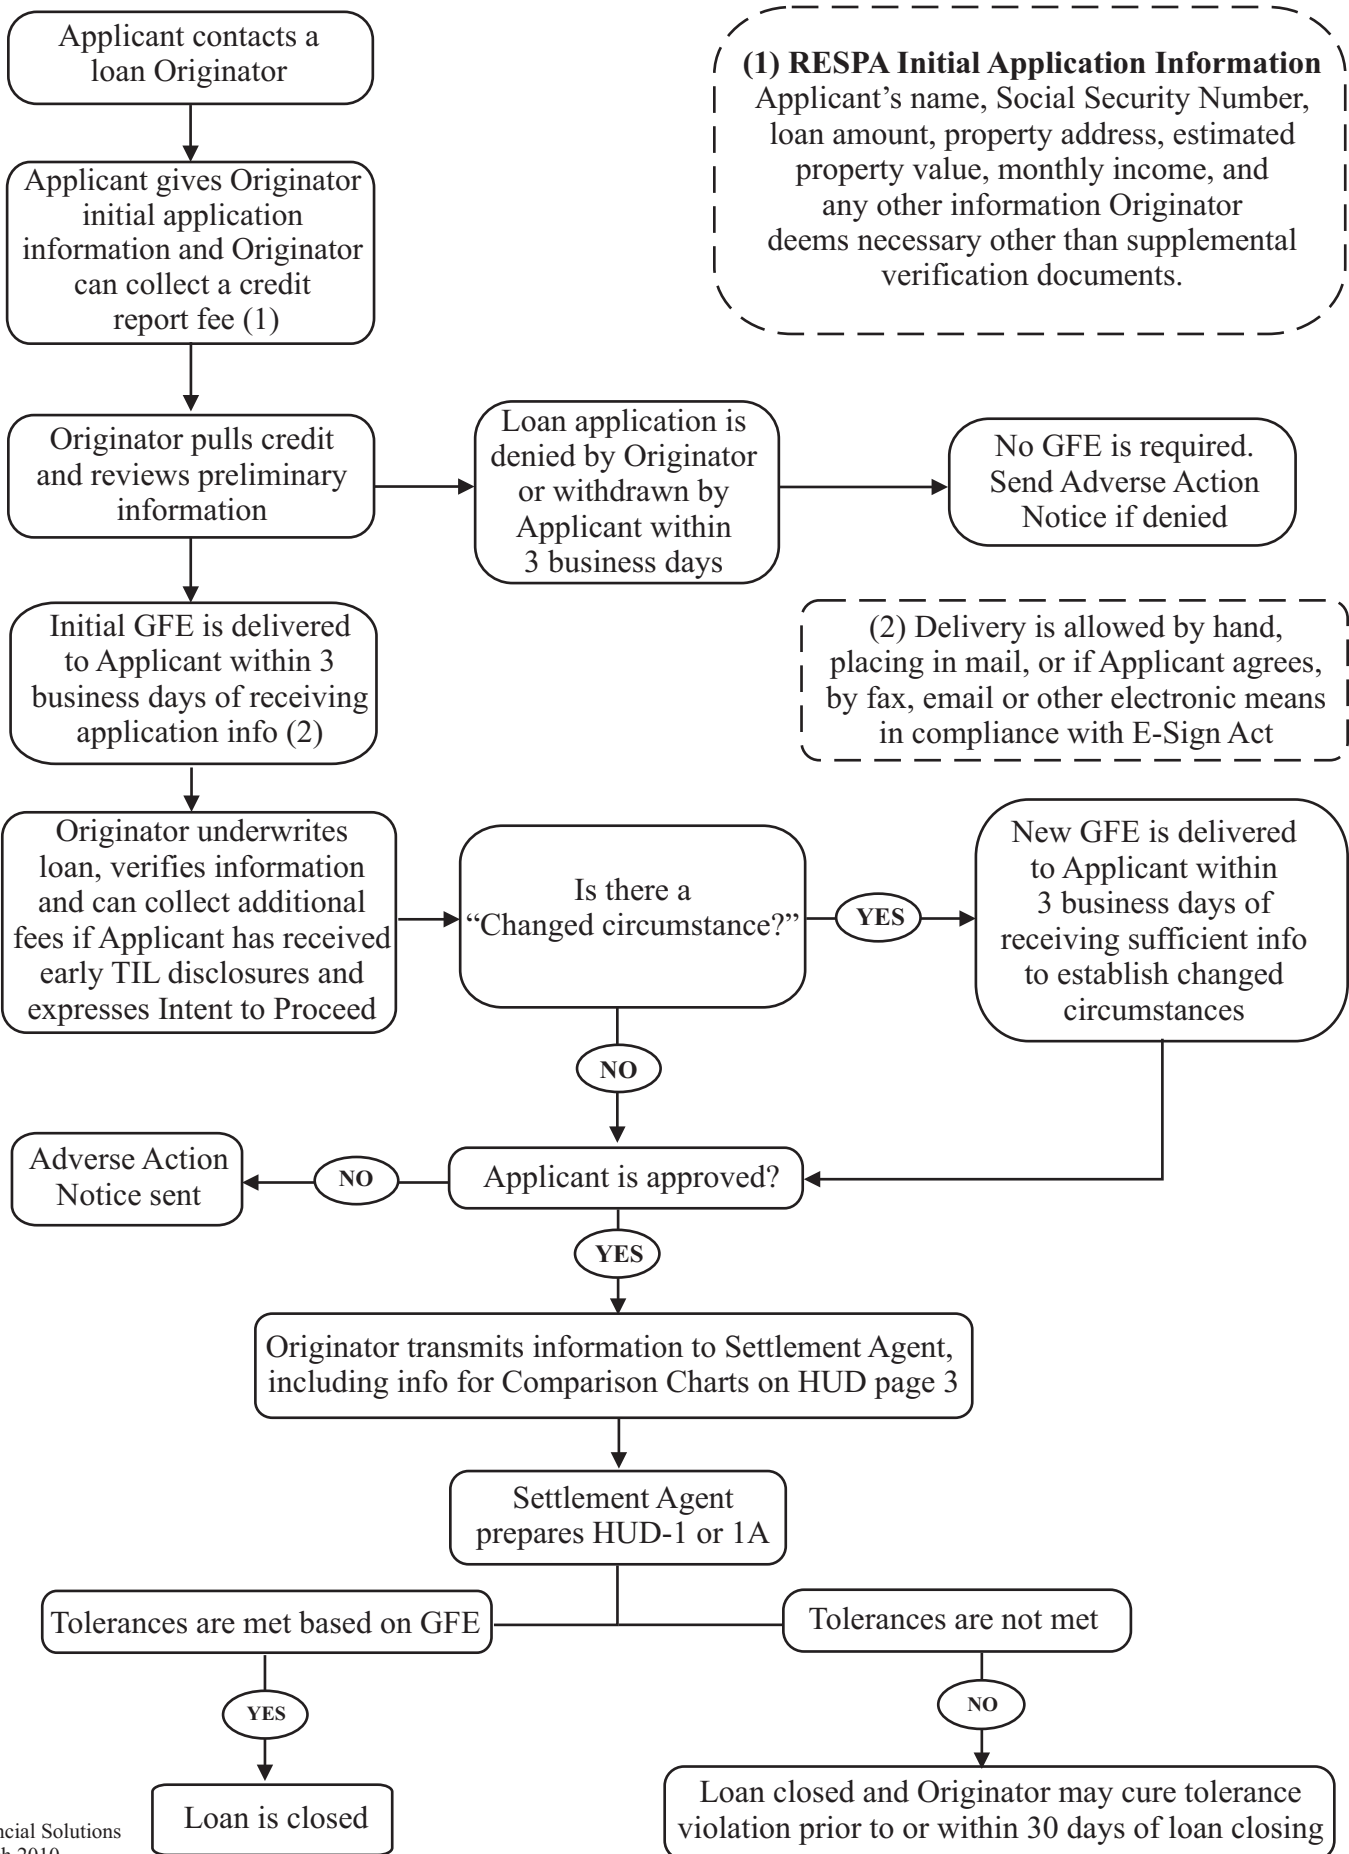 Applicant contacts a
loan Originator
(1) RESPA Initial Application Information
Applicant’s name, Social Security Number,
loan amount, property address, estimated
property value, monthly income, and
any other information Originator
deems necessary other than supplemental
verification documents.
Applicant gives Originator
initial application
information and Originator
can collect a credit
report fee (1)
Originator pulls credit
and reviews preliminary
information
Loan application is
denied by Originator
or withdrawn by
Applicant within
3 business days
No GFE is required.
Send Adverse Action
Notice if denied
Initial GFE is delivered
to Applicant within 3
business days of receiving
application info (2)
(2) Delivery is allowed by hand,
placing in mail, or if Applicant agrees,
by fax, email or other electronic means
in compliance with E-Sign Act
Originator underwrites
loan, verifies information
and can collect additional
fees if Applicant has received
early TIL disclosures and
expresses Intent to Proceed
Is there a
“Changed circumstance?”
YES
New GFE is delivered
to Applicant within
3 business days of
receiving sufficient info
to establish changed
circumstances
NO
Adverse Action
Notice sent
NO
Applicant is approved?
YES
Originator transmits information to Settlement Agent,
including info for Comparison Charts on HUD page 3
Settlement Agent
prepares HUD-1 or 1A
Tolerances are met based on GFE
Tolerances are not met
YES
NO
Loan is closed
Loan closed and Originator may cure tolerance
violation prior to or within 30 days of loan closing
Solutions
2010